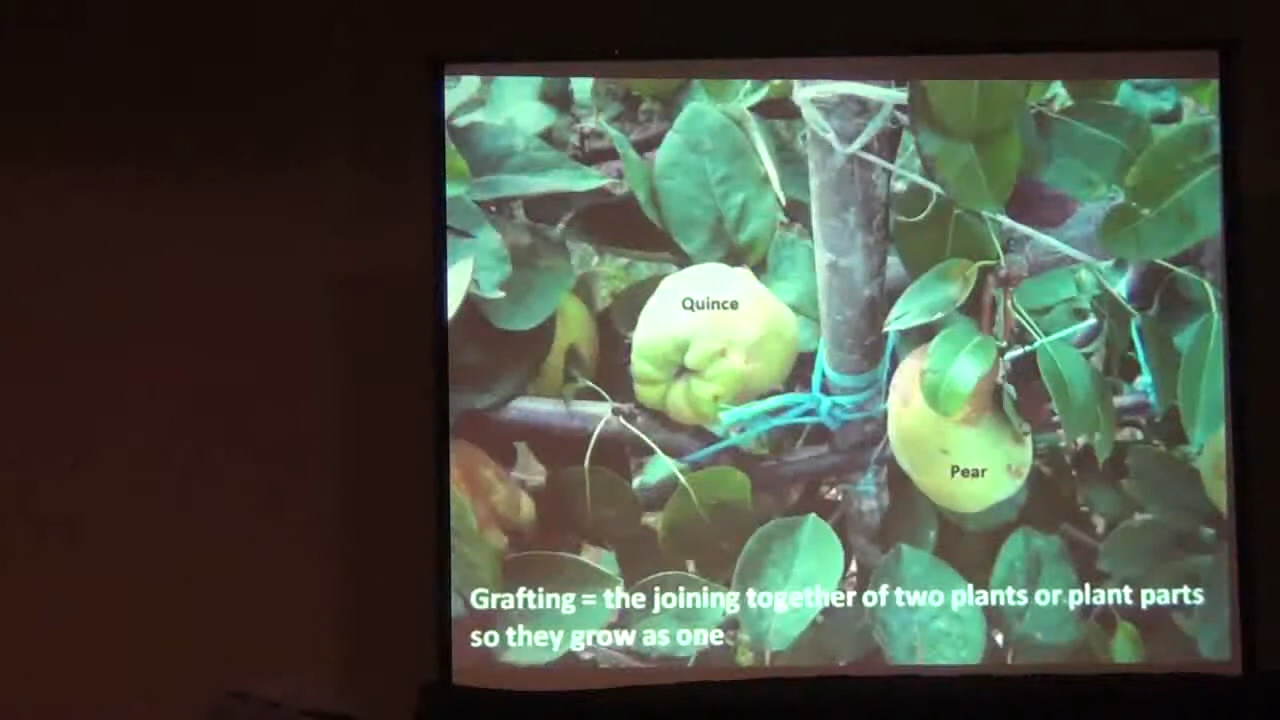 Quince
Pear
Grafting = the joining together of two plants or plant parts
so they grow as one